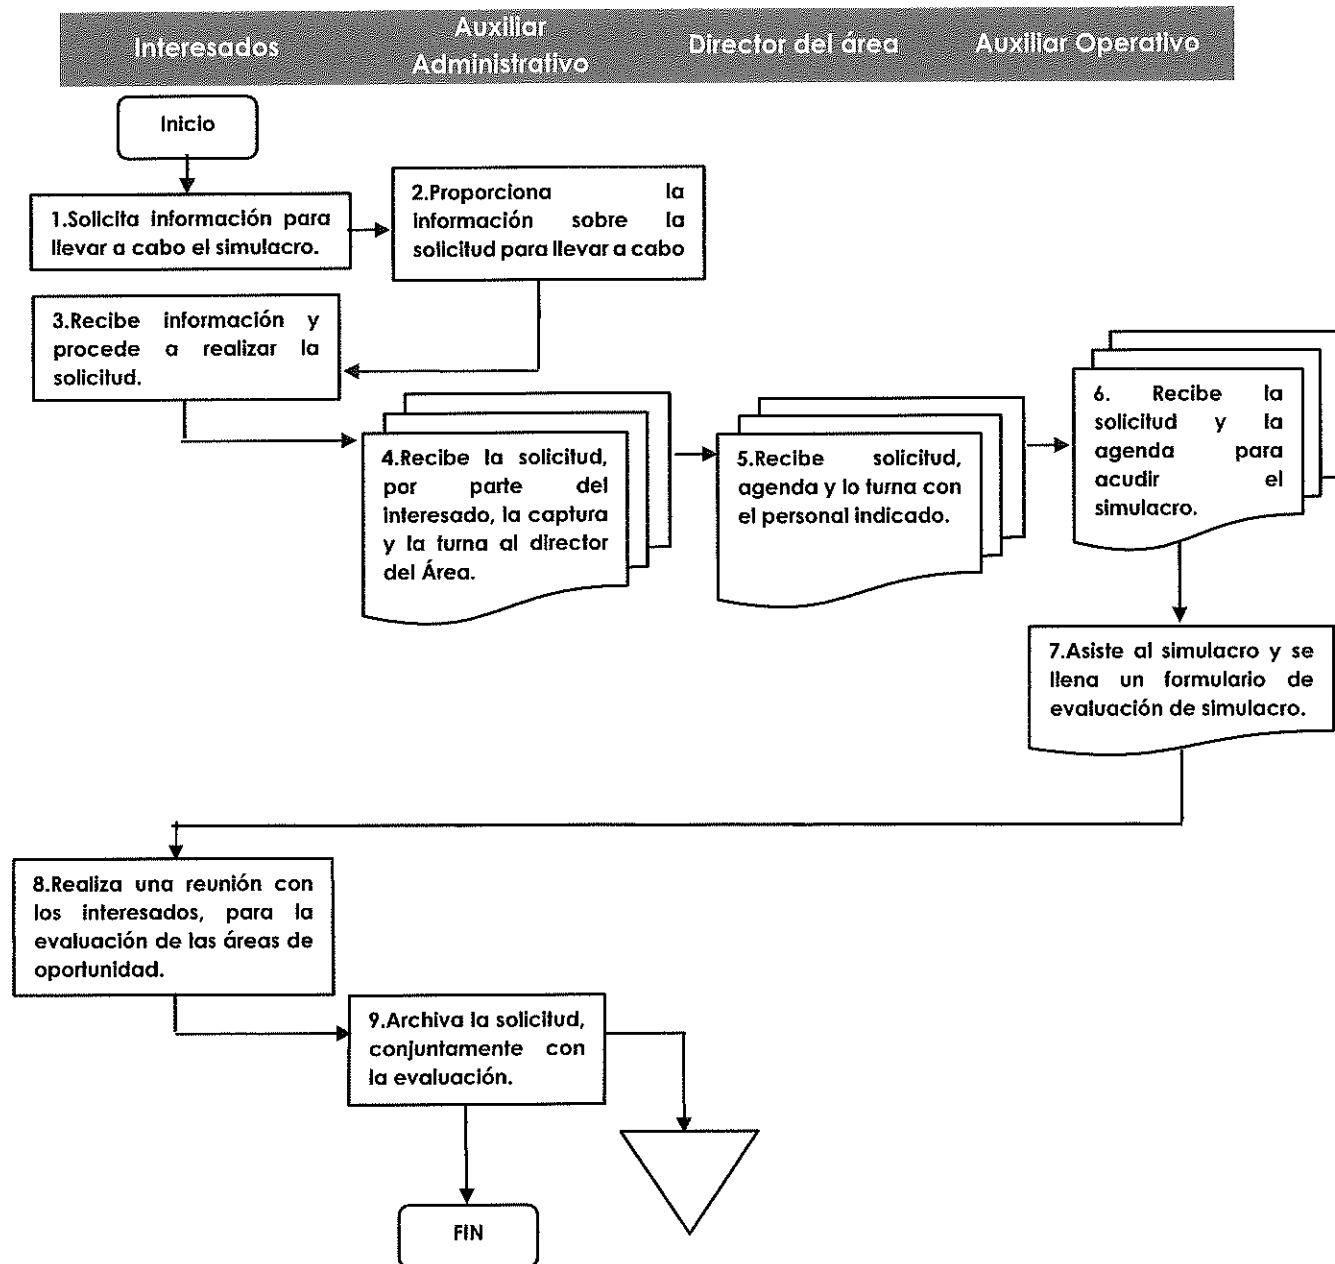 Interesados
Auxiliar
Administrativo
Director del área
Auxiliar Operativo
Inicio
1.Solicita información para
llevar a cabo el simulacro.
2.Proporciona la
información sobre la
solicitud para llevar a cabo
3.Recibe información y
procede a realizar la
solicitud.
4.Recibe la solicitud,
por parte del
interesado, la captura
y la turna al director
del Área.
5.Recibe solicitud,
agenda y lo turna con
el personal indicado.
6. Recibe la
solicitud y la
agenda para
acudir el
simulacro.
7.Asiste al simulacro y se
llena un formulario de
evaluación de simulacro.
8.Realiza una reunión con
los interesados, para la
evaluación de las áreas de
oportunidad.
9.Archiva la solicitud,
conjuntamente con
la evaluación.
FIN